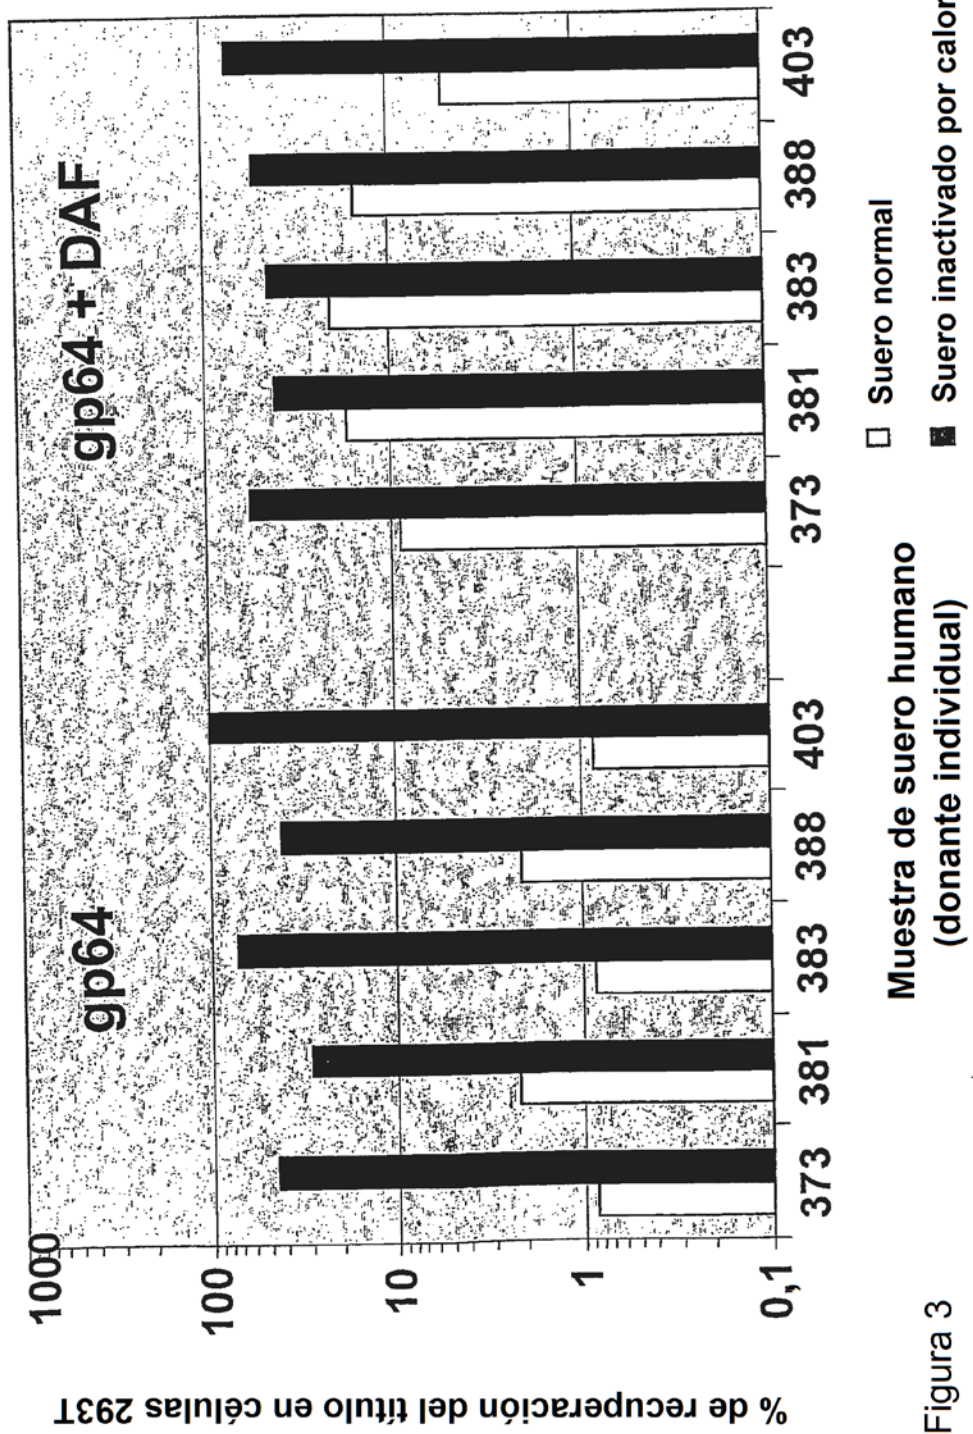 % de recuperación del título en células 293T
1000
100
10
1
0,1
gp64
gp64 + DAF
373
381
383
388
403
373
381
383
388
403
Muestra de suero humano
(donante individual)
Suero normal
Suero inactivado por calor
Figura 3